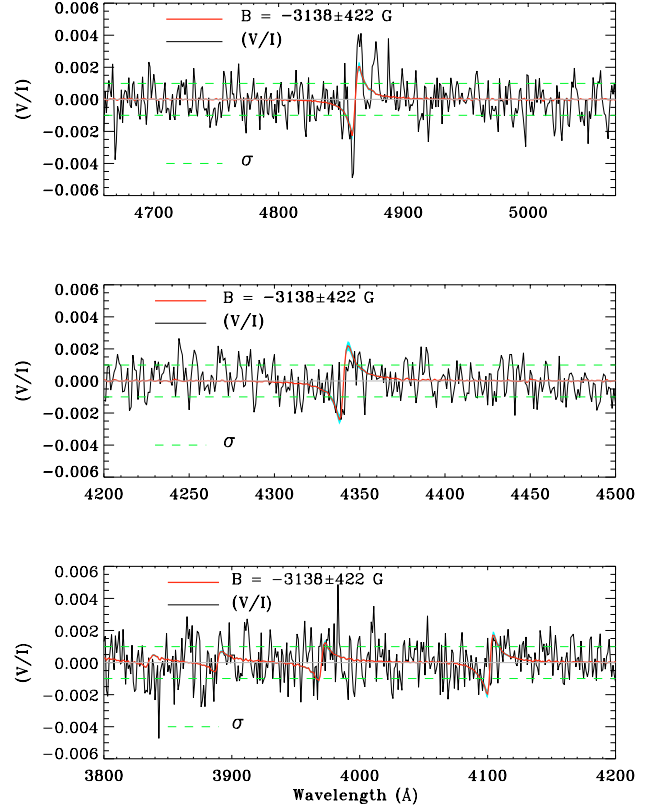 0.006
0.004
0.002
0.000
-0.002
-0.004
-0.006
(V/I)
B = -3138±422 G
(V/I)
σ
4700 4800 4900 5000
0.006
0.004
0.002
0.000
-0.002
-0.004
-0.006
(V/I)
B = -3138±422 G
(V/I)
σ
4200 4250 4300 4350 4400 4450 4500
0.006
0.004
0.002
0.000
-0.002
-0.004
-0.006
(V/I)
B = -3138±422 G
(V/I)
σ
3800 3900 4000 4100 4200
Wavelength (Å)